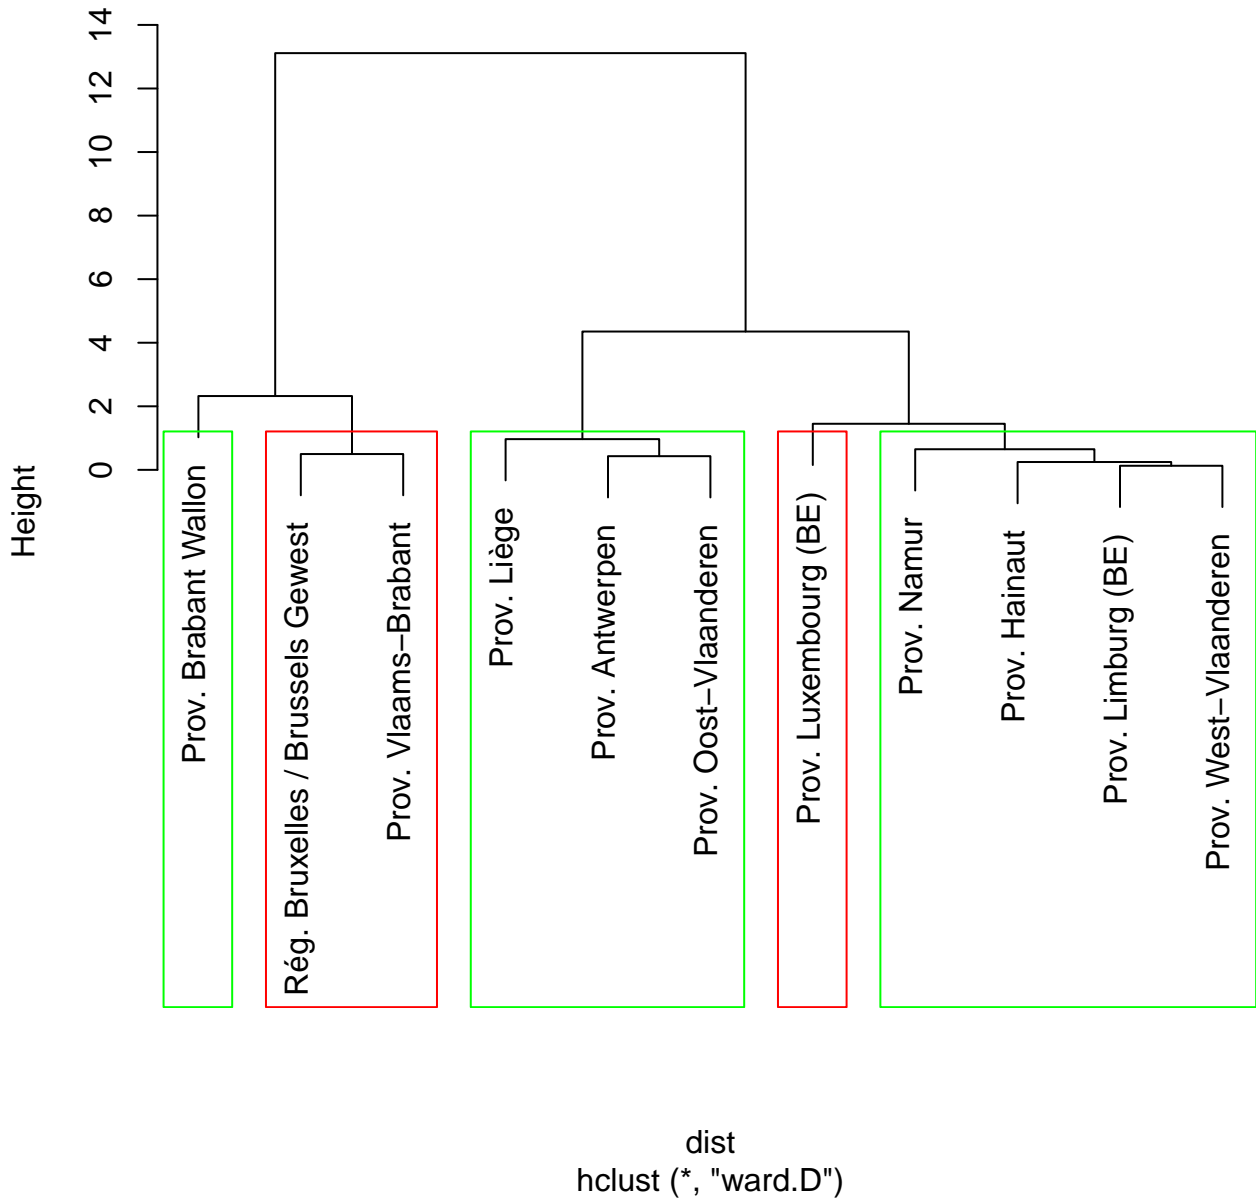 14
12
10
8
6
4
2
0
Height
Prov. Brabant Wallon
Rég. Bruxelles / Brussels Gewest
Prov. Vlaams−Brabant
Prov. Liège
Prov. Antwerpen
Prov. Oost−Vlaanderen
Prov. Luxembourg (BE)
Prov. Namur
Prov. Hainaut
Prov. Limburg (BE)
Prov. West−Vlaanderen
dist
hclust (*, "ward.D")